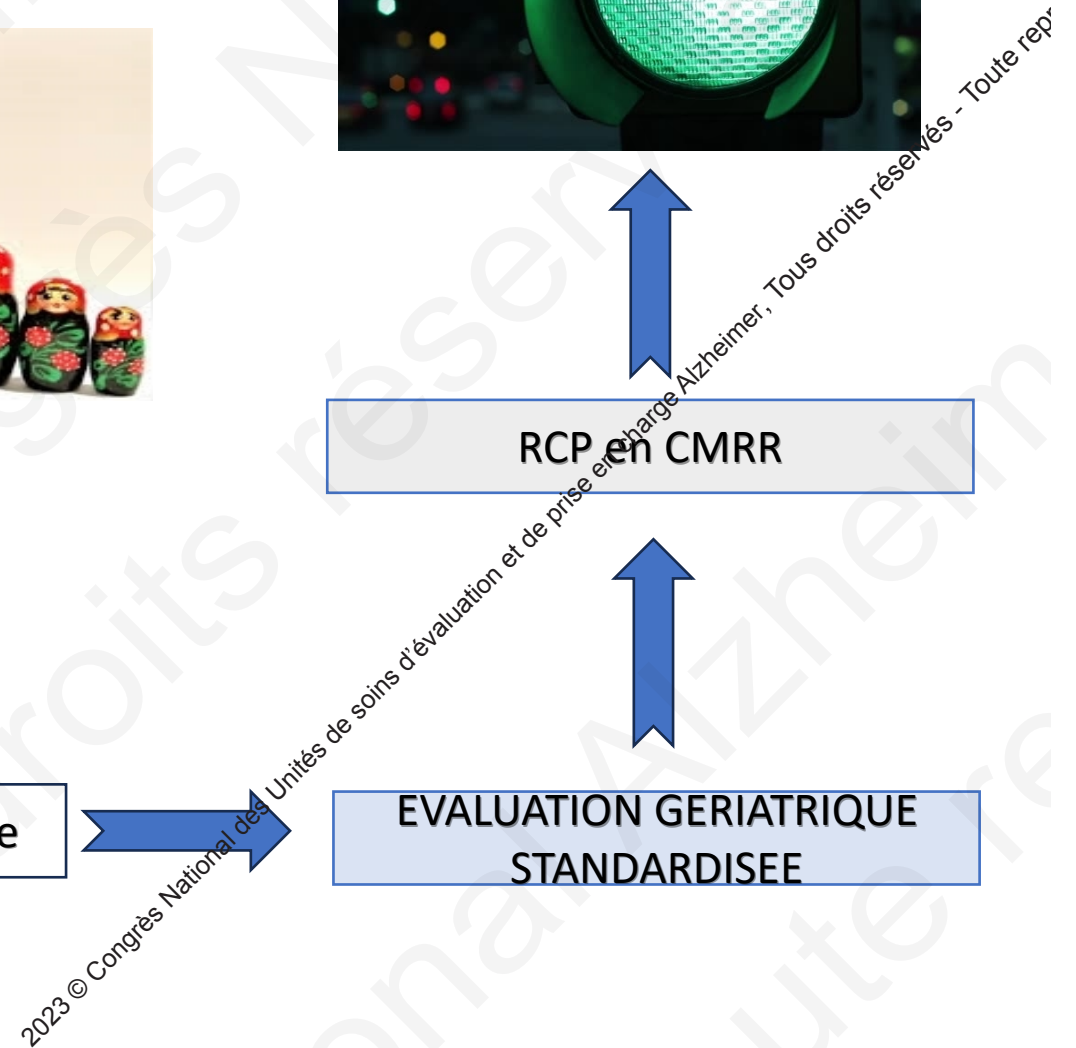 RCP en CMRR
e
EVALUATION GERIATRIQUE
STANDARDISEE
2023 © Congrès National des Unités de soins d'évaluation et de prise en charge Alzheimer, Tous droits réservés - Toute repr